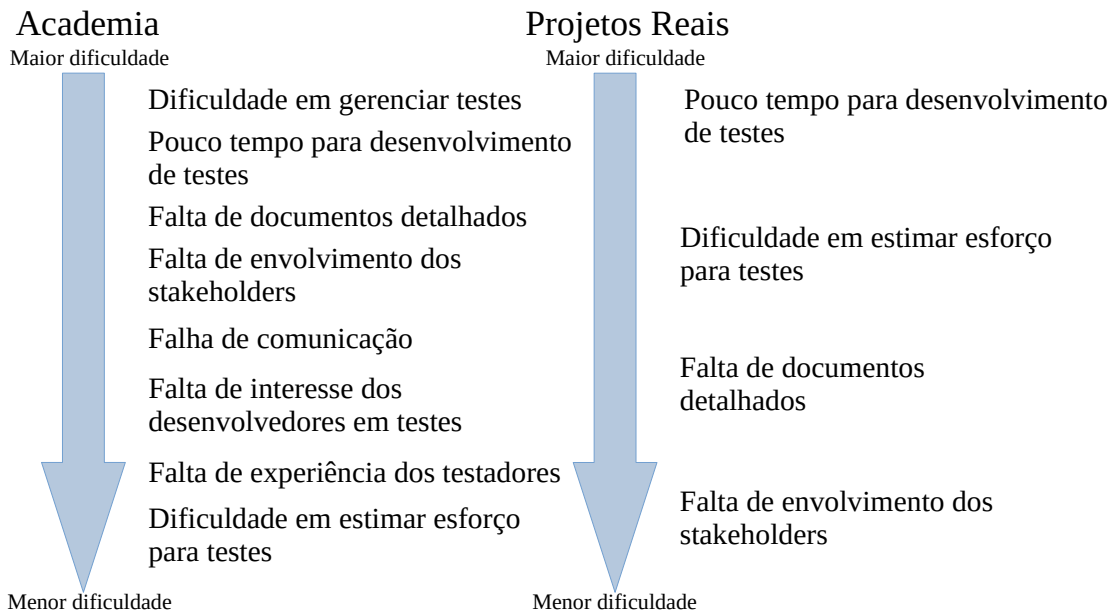 Academia
Maior dificuldade
Dificuldade em gerenciar testes
Pouco tempo para desenvolvimento
de testes
Falta de documentos detalhados
Falta de envolvimento dos
stakeholders
Falha de comunicação
Falta de interesse dos
desenvolvedores em testes
Falta de experiência dos testadores
Dificuldade em estimar esforço
para testes
Menor dificuldade
Projetos Reais
Maior dificuldade
Pouco tempo para desenvolvimento
de testes
Dificuldade em estimar esforço
para testes
Falta de documentos
detalhados
Falta de envolvimento dos
stakeholders
Menor dificuldade